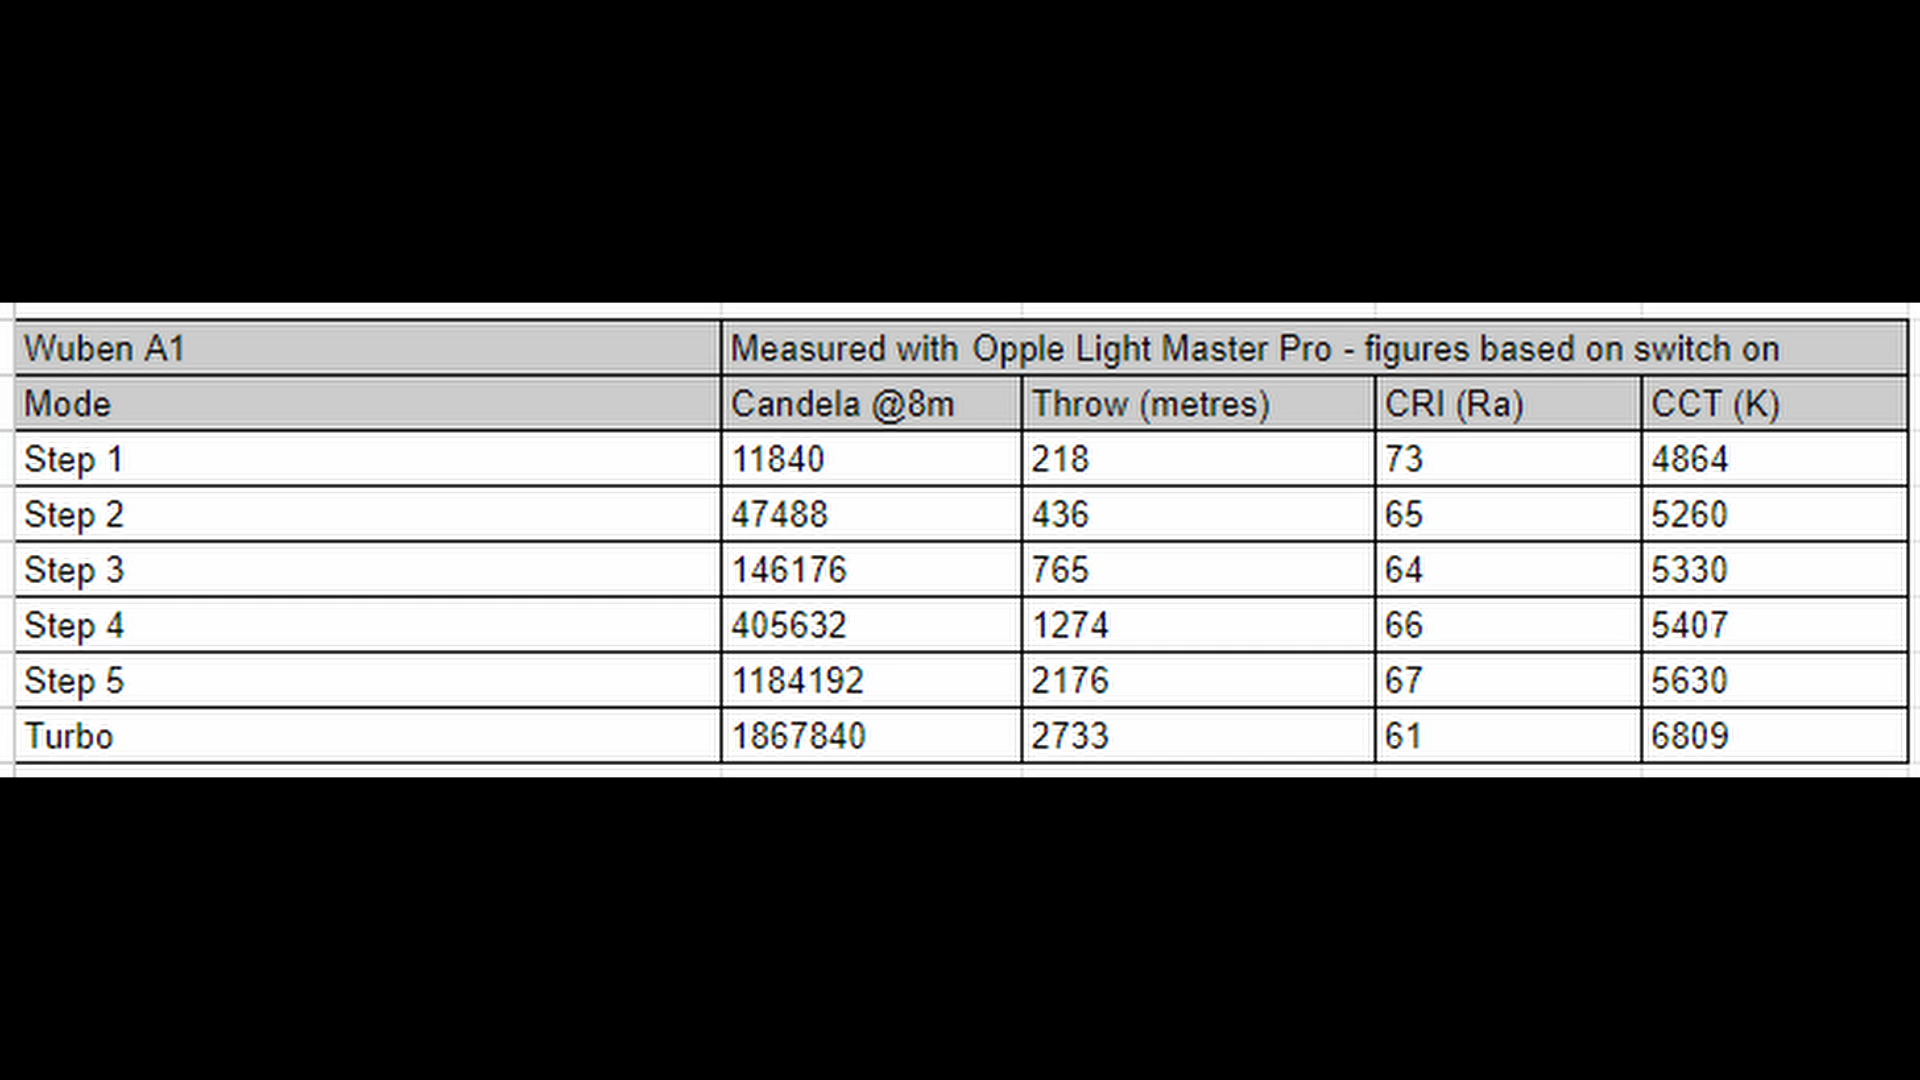 Wuben A1 Measured with Opple Light Master Pro - figures based on switch on
Mode Candela @8m Throw (metres) CRI (Ra) CCT (K)
Step 1 11840 218 73 4864
Step 2 47488 436 65 5260
Step 3 146176 765 64 5330
Step 4 405632 1274 66 5407
Step 5 1184192 2176 67 5630
Turbo 1867840 2733 61 6809